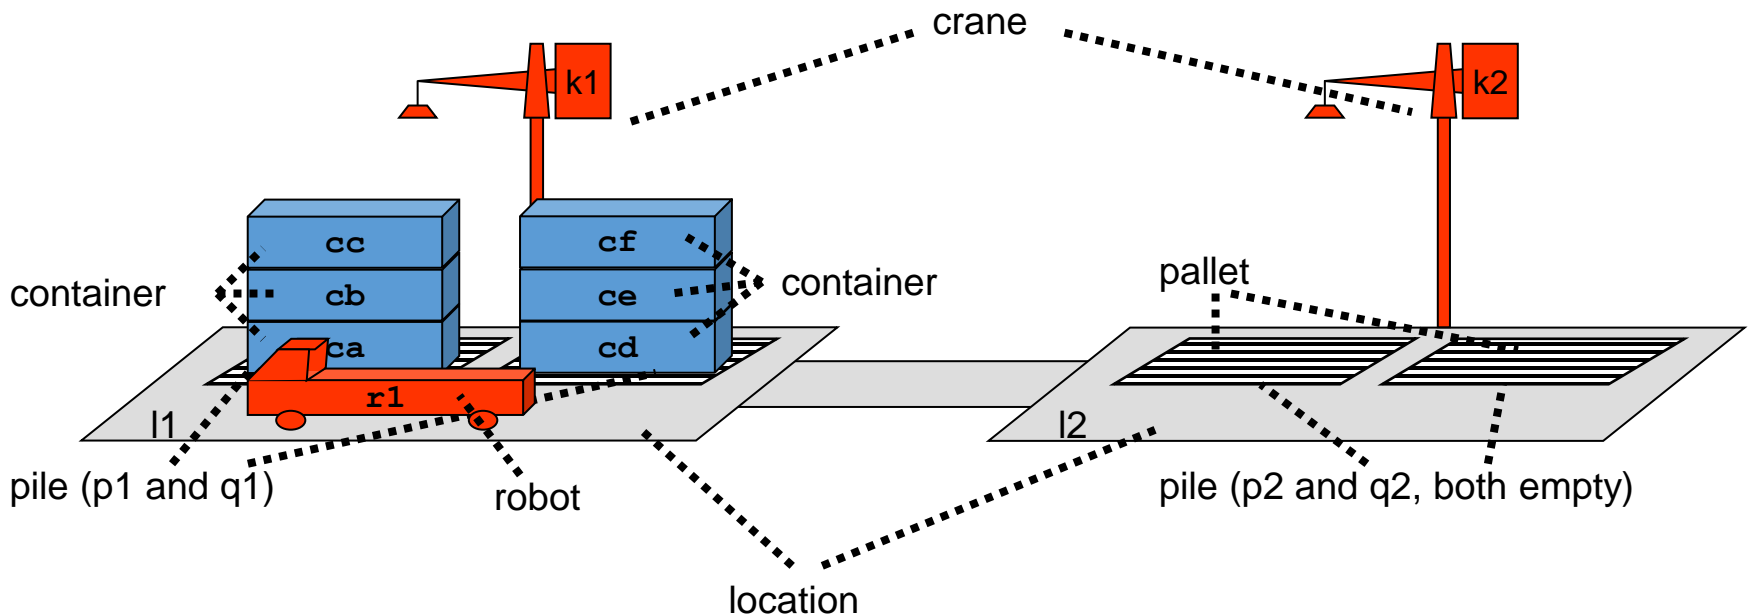 crane
k1
k2
cc
cf
container
cb
ce
container
pallet
ca
cd
r1
l1
l2
pile (p1 and q1)
robot
pile (p2 and q2, both empty)
location